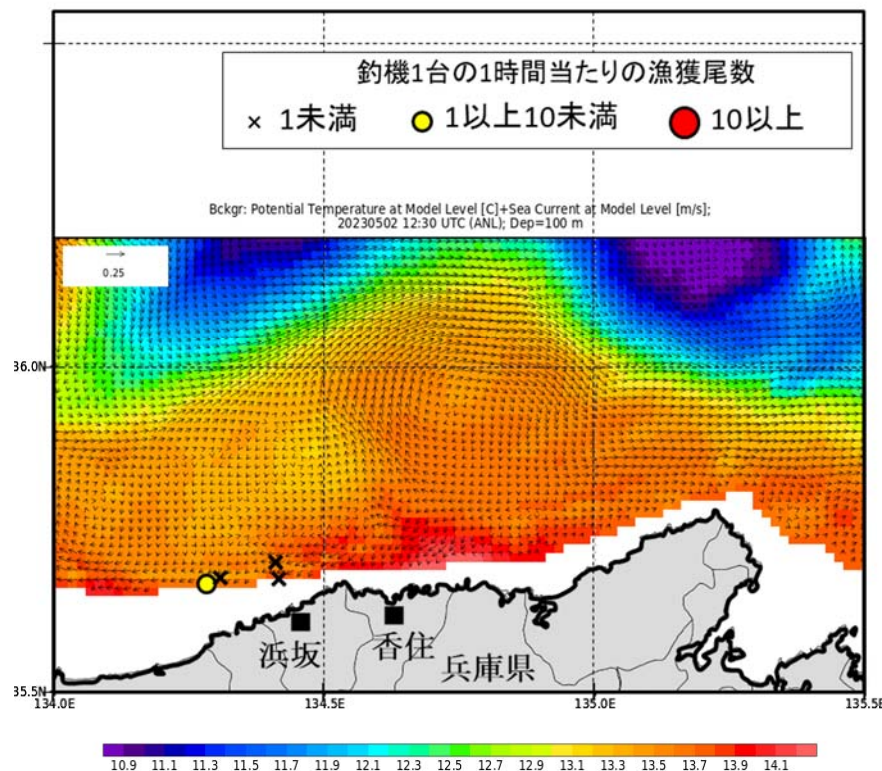 釣機1台の1時間当たりの漁獲尾数
× 1未満 1以上10未満 10以上
Bckgr: Potential Temperature at Model Level [C]+Sea Current at Model Level [m/s];
20230502 12:30 UTC (ANL); Dep=100 m
0.25
36.0N
浜坂 香住 兵庫県
35.5N
134.0E 134.5E 135.0E 135.5E
10.9 11.1 11.3 11.5 11.7 11.9 12.1 12.3 12.5 12.7 12.9 13.1 13.3 13.5 13.7 13.9 14.1